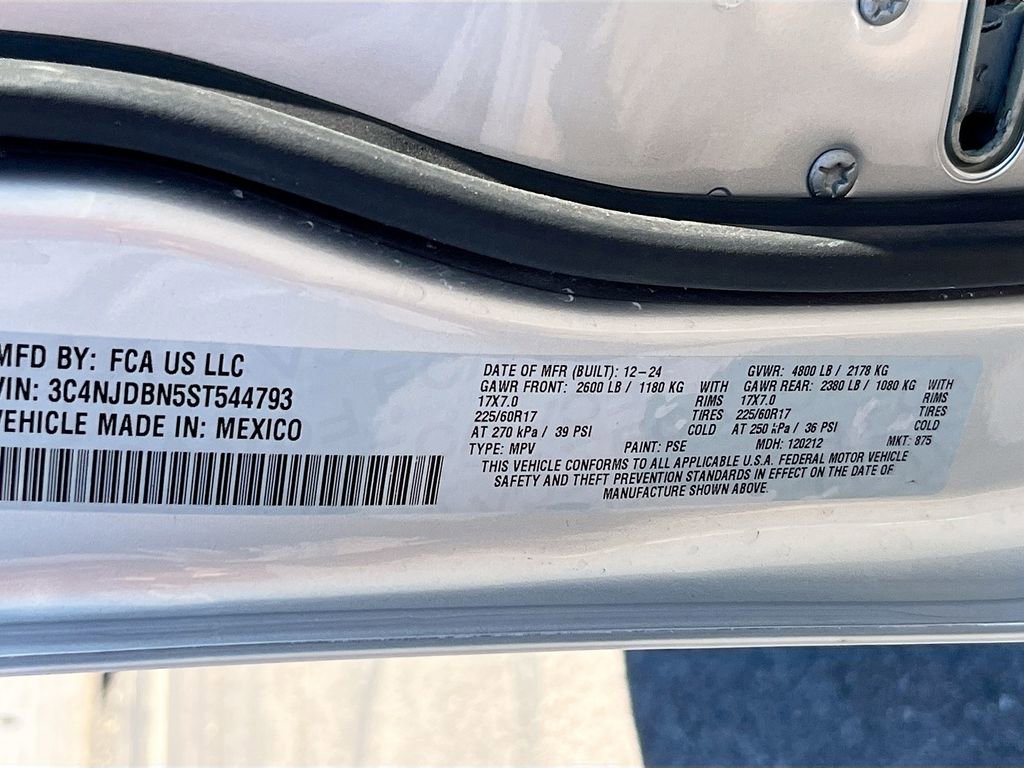 MFD BY: FCA US LLC
VIN: 3C4NJDBN5ST544793
VEHICLE MADE IN: MEXICO
DATE OF MFR (BUILT): 12-24 GVWR: 4800 LB / 2178 KG
GAWR FRONT: 2600 LB / 1180 KG WITH GAWR REAR: 2380 LB / 1080 KG WITH
17X7.0 RIMS 17X7.0 RIMS
225/60R17 TIRES 225/60R17 TIRES
AT 270 kPa / 39 PSI COLD AT 250 kPa / 36 PSI COLD
TYPE: MPV PAINT: PSE MDH: 120212 MKT: 875
THIS VEHICLE CONFORMS TO ALL APPLICABLE U.S.A. FEDERAL MOTOR VEHICLE
SAFETY AND THEFT PREVENTION STANDARDS IN EFFECT ON THE DATE OF
MANUFACTURE SHOWN ABOVE.